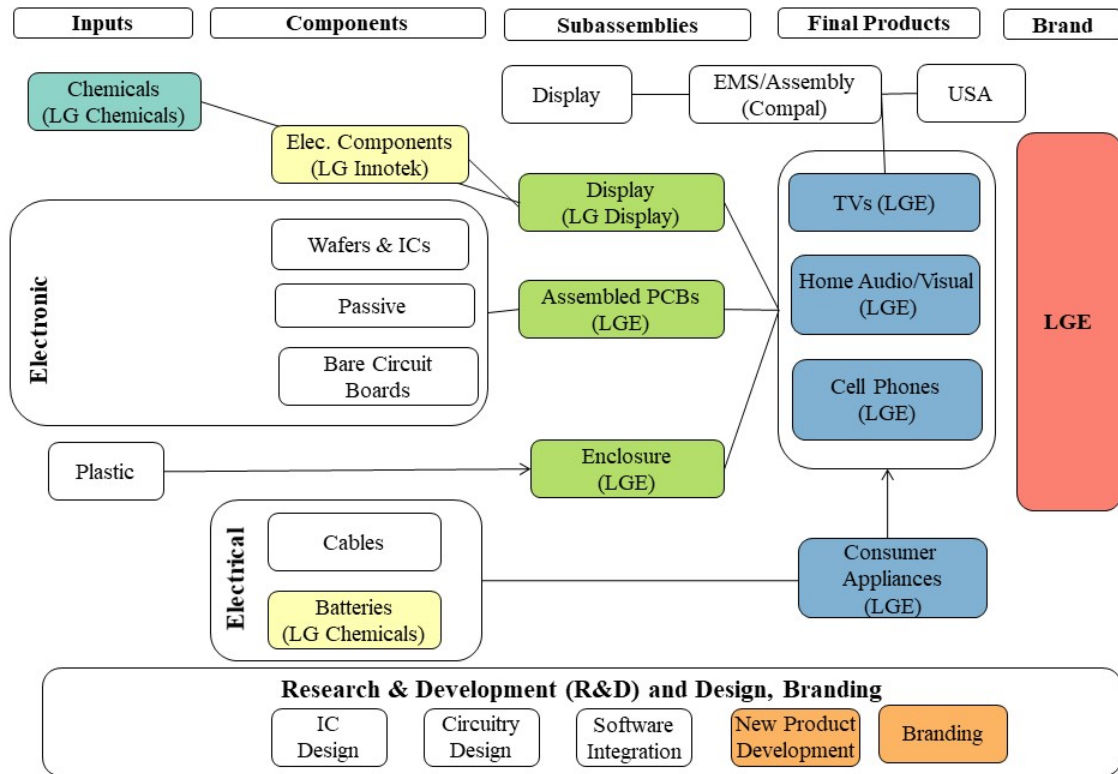 Inputs
Components
Subassemblies
Final Products
Brand
Chemicals
(LG Chemicals)
Display
EMS/Assembly
(Compal)
USA
Elec. Components
(LG Innotek)
Display
(LG Display)
TVs (LGE)
Electronic
Wafers & ICs
Passive
Bare Circuit
Boards
Assembled PCBs
(LGE)
Home Audio/Visual
(LGE)
Cell Phones
(LGE)
LGE
Plastic
Enclosure
(LGE)
Electrical
Cables
Batteries
(LG Chemicals)
Consumer
Appliances
(LGE)
Research & Development (R&D) and Design, Branding
IC
Design
Circuitry
Design
Software
Integration
New Product
Development
Branding